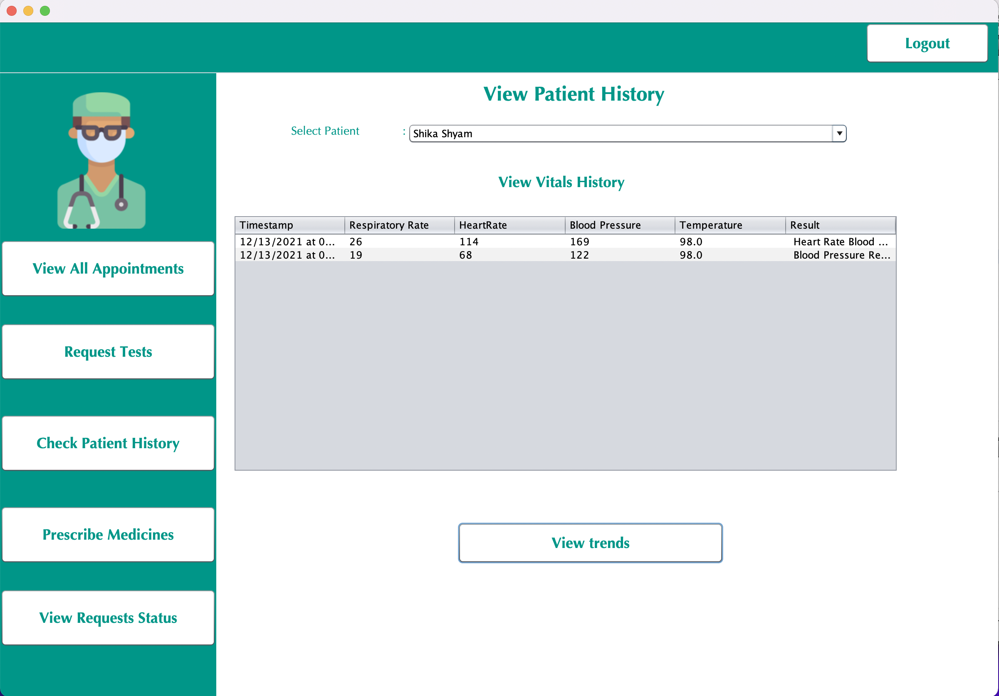 Logout
View Patient History
Select Patient : Shika Shyam
View Vitals History
Timestamp Respiratory Rate HeartRate Blood Pressure Temperature Result
12/13/2021 at 0... 26 114 169 98.0 Heart Rate Blood ...
12/13/2021 at 0... 19 68 122 98.0 Blood Pressure Re...
View All Appointments
Request Tests
Check Patient History
Prescribe Medicines
View Requests Status
View trends